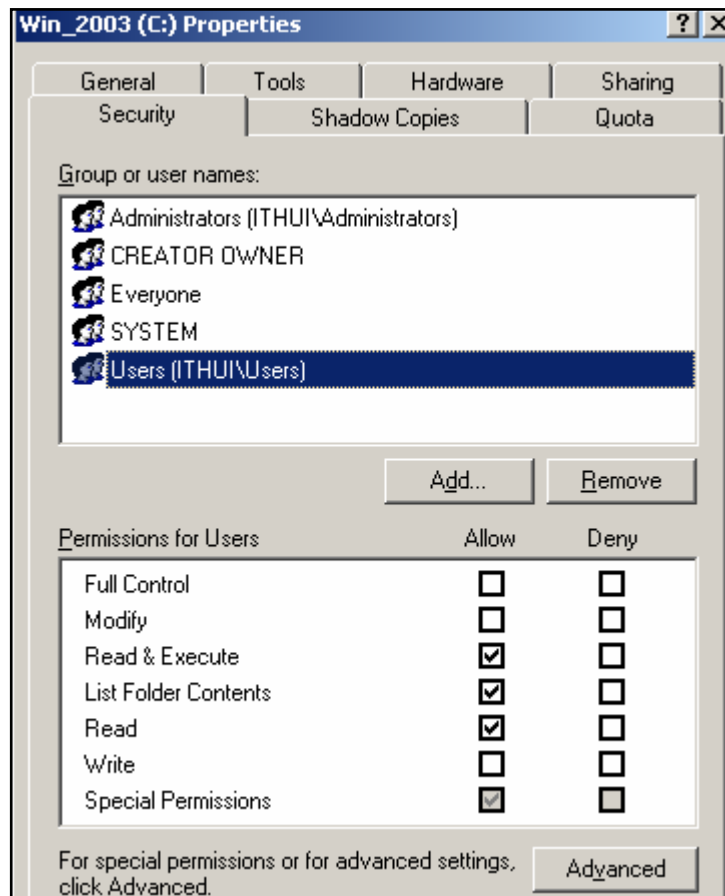 Win_2003 (C:) Properties
General Tools Hardware Sharing
Security Shadow Copies Quota
Group or user names:
Administrators (ITHUI\Administrators)
CREATOR OWNER
Everyone
SYSTEM
Users (ITHUI\Users)
Add... Remove
Permissions for Users Allow Deny
Full Control
Modify
Read & Execute
List Folder Contents
Read
Write
Special Permissions
For special permissions or for advanced settings,
click Advanced.
Advanced